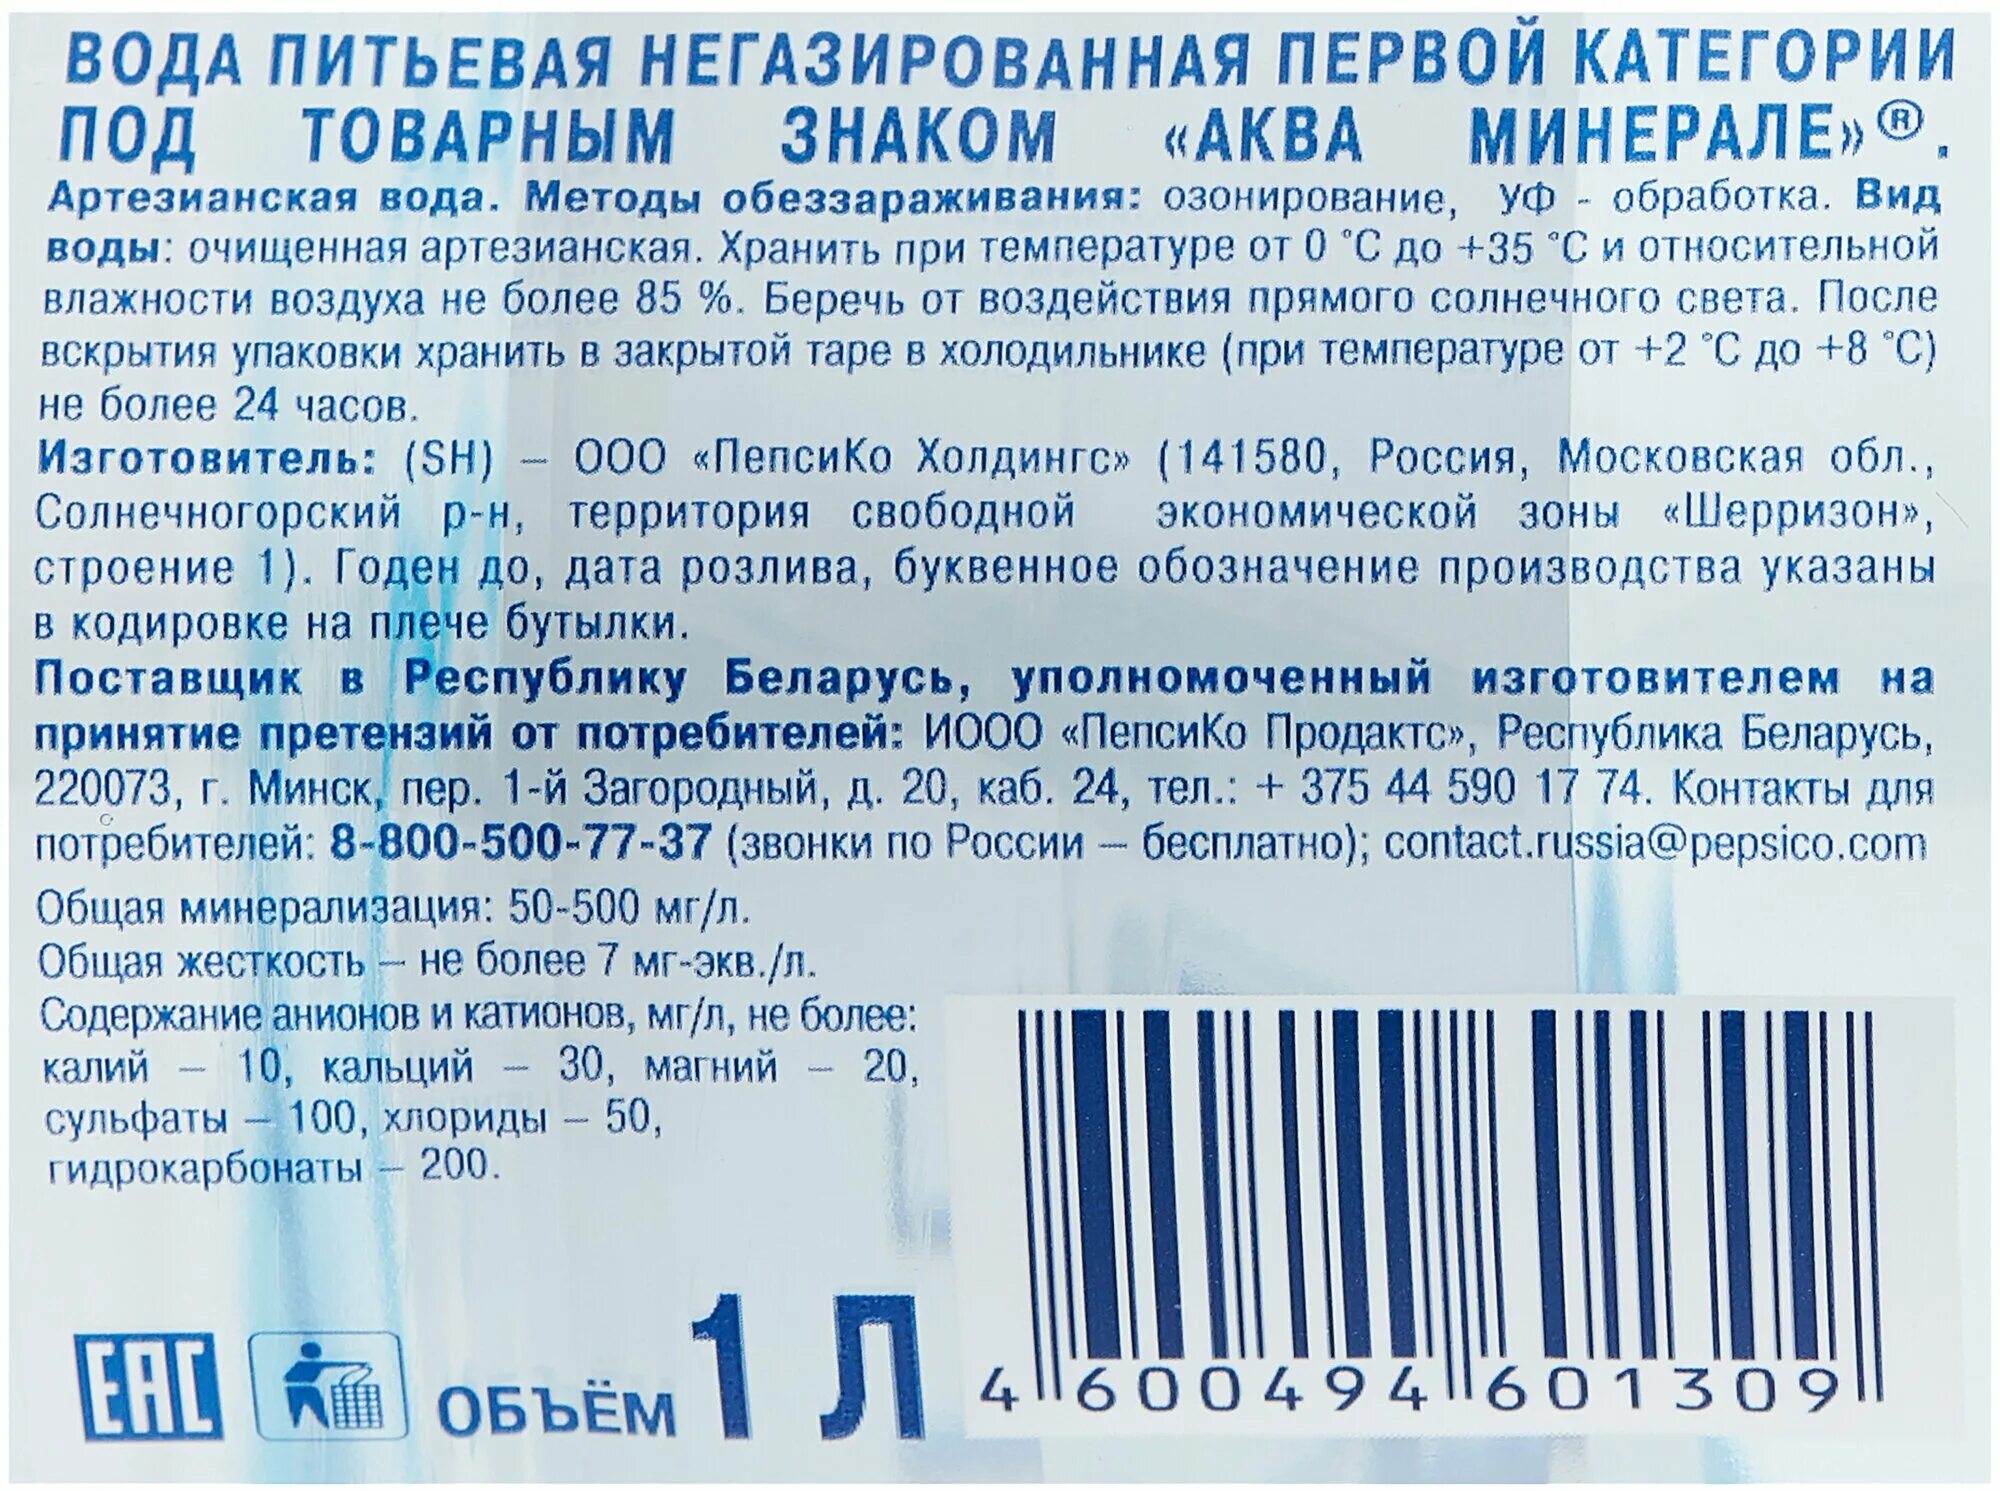 ВОДА ПИТЬЕВАЯ НЕГАЗИРОВАННАЯ ПЕРВОЙ КАТЕГОРИИ
ПОД ТОВАРНЫМ ЗНАКОМ «АКВА МИНЕРАЛЕ»®.
Артезианская вода. Методы обеззараживания: озонирование, УФ - обработка. Вид
воды: очищенная артезианская. Хранить при температуре от 0 °С до +35 °С и относительной
влажности воздуха не более 85 %. Беречь от воздействия прямого солнечного света. После
вскрытия упаковки хранить в закрытой таре в холодильнике (при температуре от +2 °С до +8 °С)
не более 24 часов.
Изготовитель: (SH) – ООО «ПепсиКо Холдингс» (141580, Россия, Московская обл.,
Солнечногорский р-н, территория свободной экономической зоны «Шерризон»,
строение 1). Годен до, дата розлива, буквенное обозначение производства указаны
в кодировке на плече бутылки.
Поставщик в Республику Беларусь, уполномоченный изготовителем на
принятие претензий от потребителей: ИООО «ПепсиКо Продактс», Республика Беларусь,
220073, г. Минск, пер. 1-й Загородный, д. 20, каб. 24, тел.: + 375 44 590 17 74. Контакты для
потребителей: 8-800-500-77-37 (звонки по России – бесплатно); contact.russia@pepsico.com
Общая минерализация: 50-500 мг/л.
Общая жесткость – не более 7 мг-экв./л.
Содержание анионов и катионов, мг/л, не более:
калий – 10, кальций – 30, магний – 20,
сульфаты – 100, хлориды – 50,
гидрокарбонаты – 200.
EAC
ОБЪЁМ 1 Л
4 600494 601309